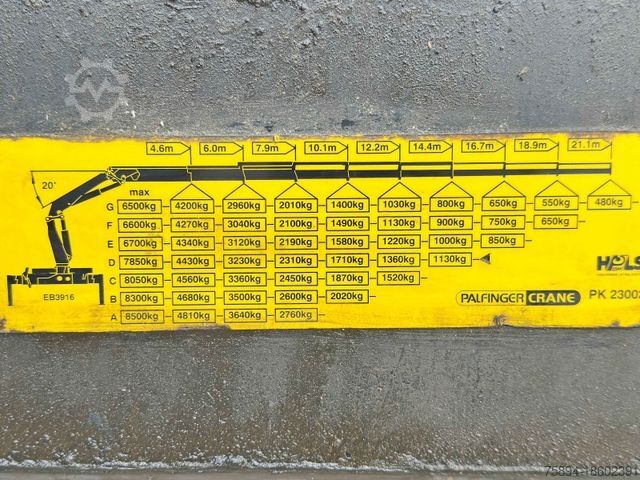 4.6m 6.0m 7.9m 10.1m 12.2m 14.4m 16.7m 18.9m 21.1m
20°
max
G 6500kg 4200kg 2960kg 2010kg 1400kg 1030kg 800kg 650kg 550kg 480kg
F 6600kg 4270kg 3040kg 2100kg 1490kg 1130kg 900kg 750kg 650kg
E 6700kg 4340kg 3120kg 2190kg 1580kg 1220kg 1000kg 850kg
D 7850kg 4430kg 3230kg 2310kg 1710kg 1360kg 1130kg
C 8050kg 4560kg 3360kg 2450kg 1870kg 1520kg
B 8300kg 4680kg 3500kg 2600kg 2020kg
A 8500kg 4810kg 3640kg 2760kg
EB3916
PALFINGER CRANE
PK 23002